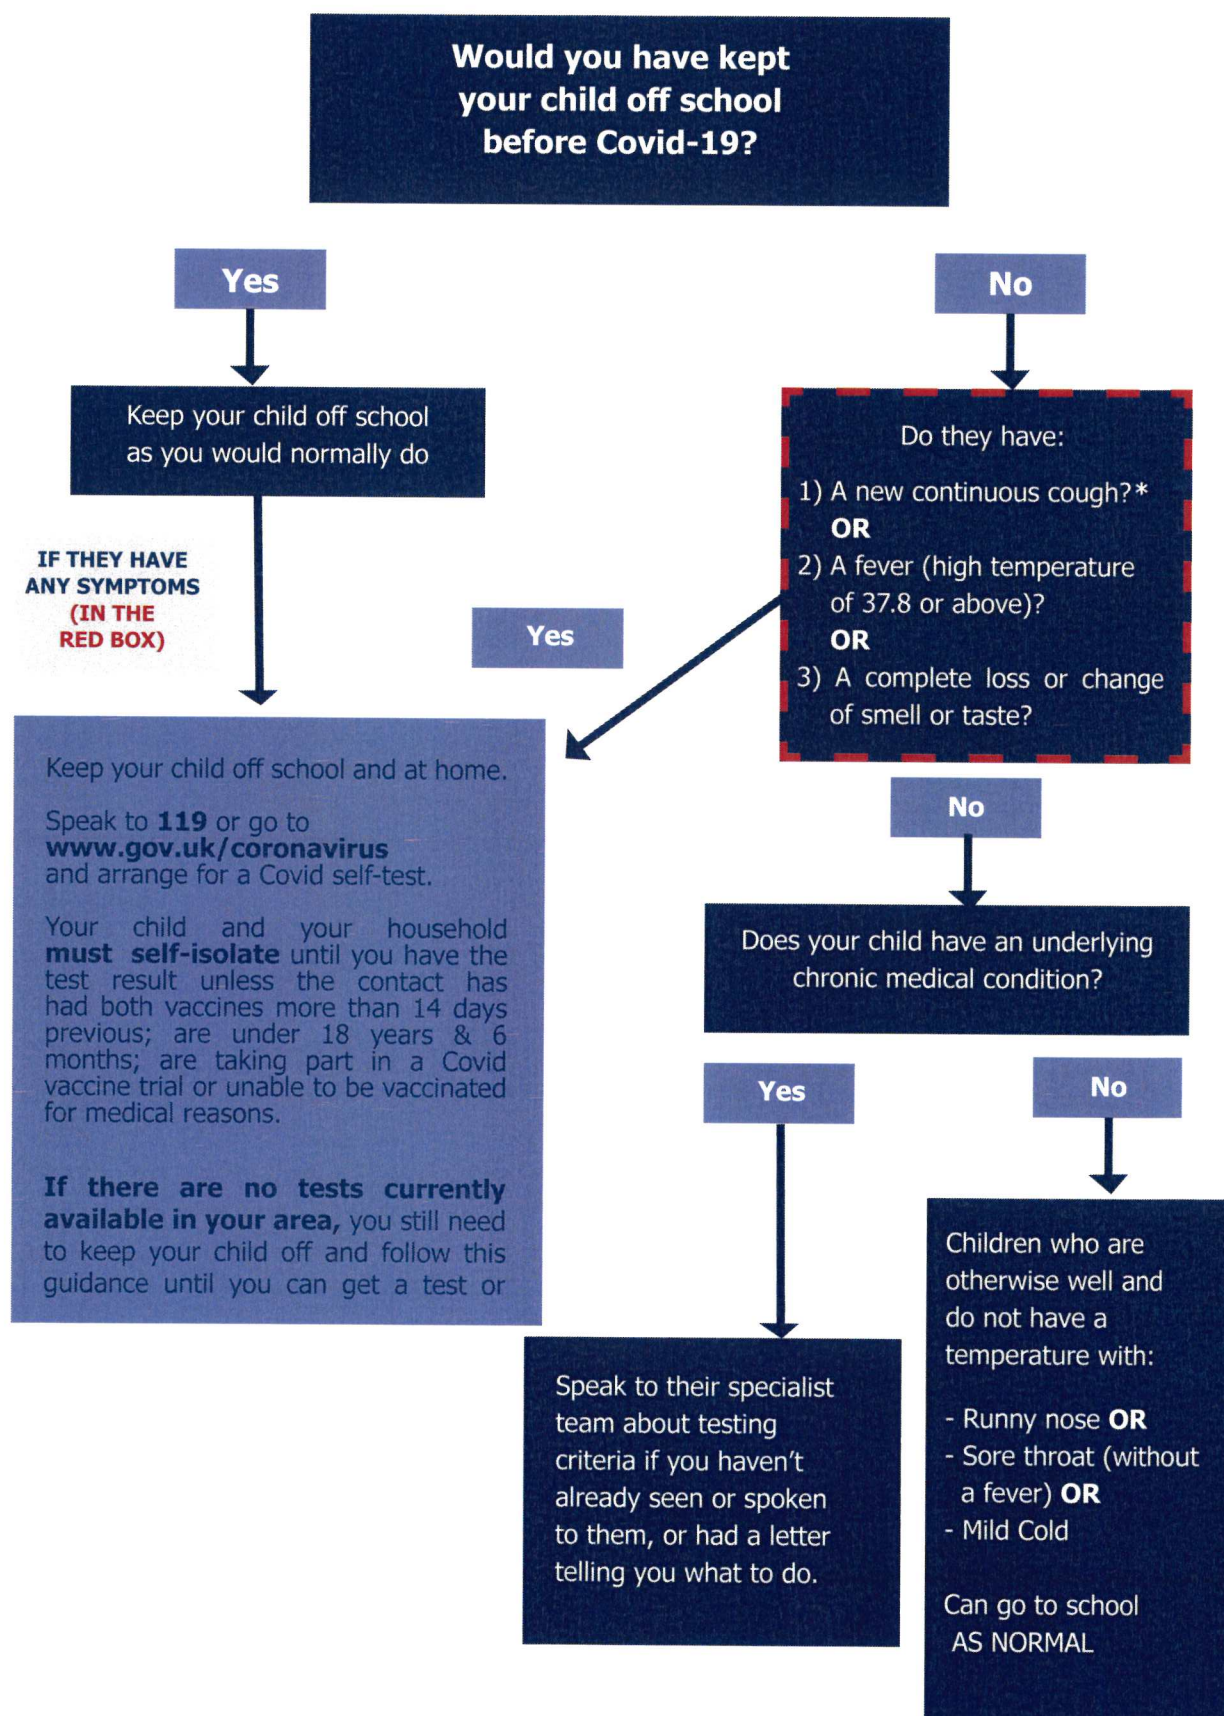 Would you have kept
your child off school
before Covid-19?
Yes
No
Keep your child off school
as you would normally do
Do they have:
1) A new continuous cough?*
OR
2) A fever (high temperature
of 37.8 or above)?
OR
3) A complete loss or change
of smell or taste?
IF THEY HAVE
ANY SYMPTOMS
(IN THE
RED BOX)
Yes
Keep your child off school and at home.
Speak to 119 or go to
www.gov.uk/coronavirus
and arrange for a Covid self-test.
Your child and your household
must self-isolate until you have the
test result unless the contact has
had both vaccines more than 14 days
previous; are under 18 years & 6
months; are taking part in a Covid
vaccine trial or unable to be vaccinated
for medical reasons.
If there are no tests currently
available in your area, you still need
to keep your child off and follow this
guidance until you can get a test or
No
Does your child have an underlying
chronic medical condition?
Yes
No
Speak to their specialist
team about testing
criteria if you haven't
already seen or spoken
to them, or had a letter
telling you what to do.
Children who are
otherwise well and
do not have a
temperature with:
- Runny nose OR
- Sore throat (without
a fever) OR
- Mild Cold
Can go to school
AS NORMAL